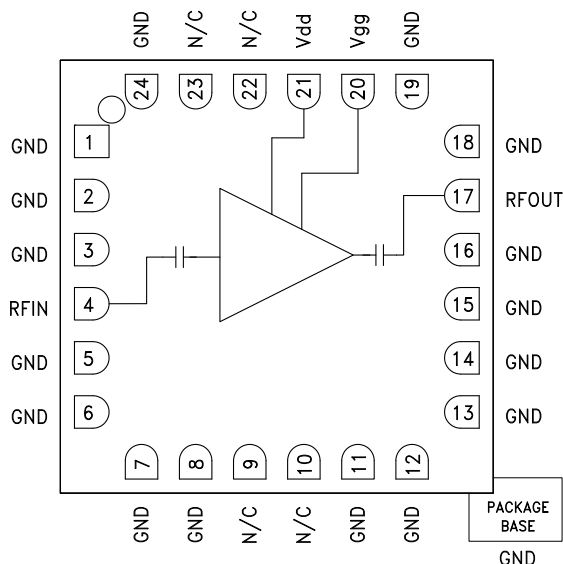 GND N/C N/C Vdd Vgg GND
24 23 22 21 20 19
GND 1 18 GND
GND 2 17 RFOUT
GND 3 16 GND
RFIN 4 15 GND
GND 5 14 GND
GND 6 13 GND
7 8 9 10 11 12
GND GND N/C N/C GND GND
PACKAGE
BASE
GND